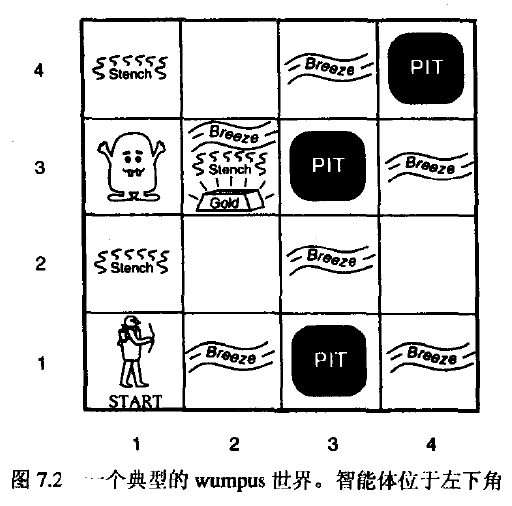 4 Stench Breeze PIT
Breeze
3 Stench PIT Breeze
Gold
2 Stench Breeze
1 Breeze PIT Breeze
START
1 2 3 4
图 7.2 一个典型的 wumpus 世界。智能体位于左下角